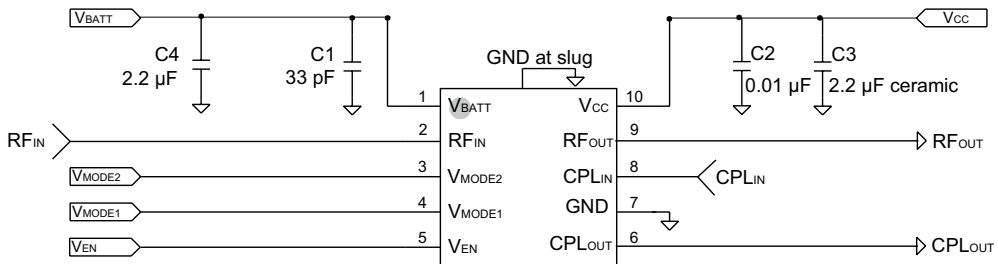 VBATT
VCC
C4
2.2 µF
C1
33 pF
GND at slug
C2
0.01 µF
C3
2.2 µF ceramic
1 VBATT
VCC 10
RFIN 2 RFIN
RFOUT 9 RFOUT
VMODE2 3 VMODE2
CPLIN 8 CPLIN
VMODE1 4 VMODE1
GND 7
VEN 5 VEN
CPLOUT 6 CPLOUT